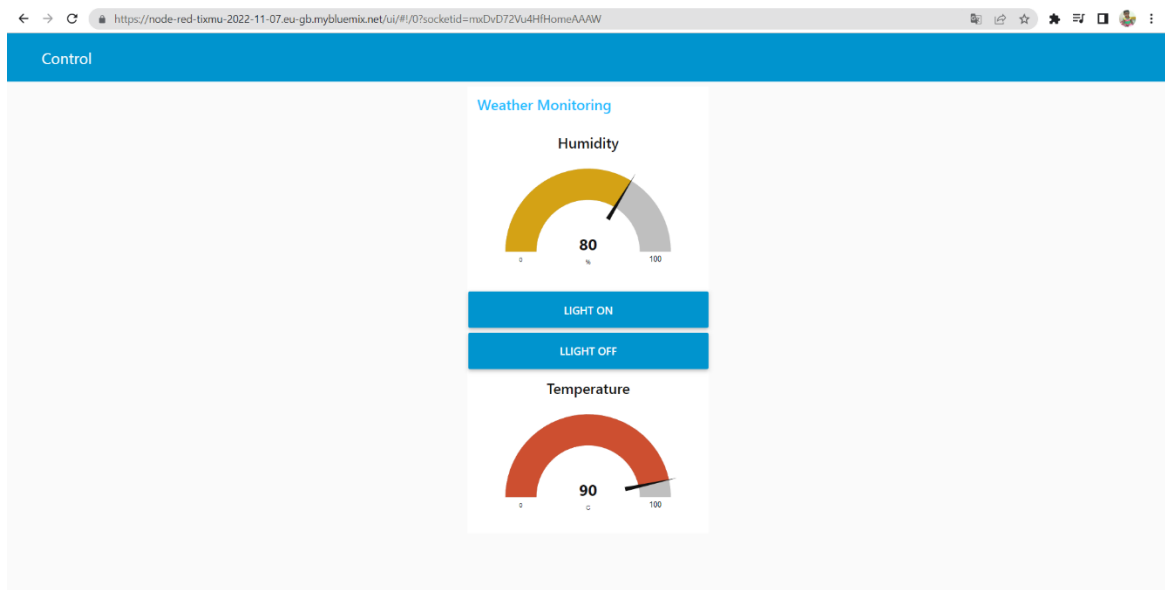 https://node-red-tixmu-2022-11-07.eu-gb.mybluemix.net/ui/#!/0?socketid=mxDvD72Vu4HfHomeAAAW
Control
Weather Monitoring
Humidity
80
0 % 100
LIGHT ON
LLIGHT OFF
Temperature
90
0 C 100